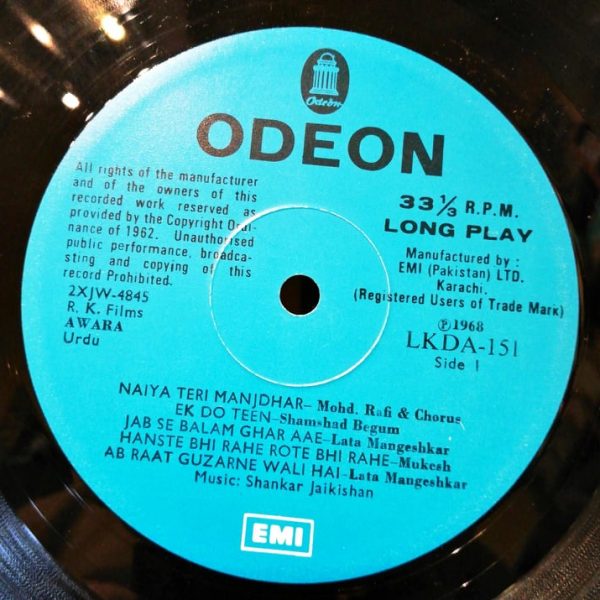 Odeon
ODEON
All rights of the manufacturer
and of the owners of this
recorded work reserved as
provided by the Copyright Ordi-
nance of 1962. Unauthorised
public performance, broadca-
sting and copying of this
record Prohibited.
2XJW-4845
R. K. Films
AWARA
Urdu
33 1/3 R.P.M.
LONG PLAY
Manufactured by :
EMI (Pakistan) LTD.
Karachi.
(Registered Users of Trade Mark)
℗1968
LKDA-151
Side 1
NAIYA TERI MANJDHAR– Mohd. Rafi & Chorus
EK DO TEEN–Shamshad Begum
JAB SE BALAM GHAR AAE–Lata Mangeshkar
HANSTE BHI RAHE ROTE BHI RAHE–Mukesh
AB RAAT GUZARNE WALI HAI–Lata Mangeshkar
Music: Shankar Jaikishan
EMI